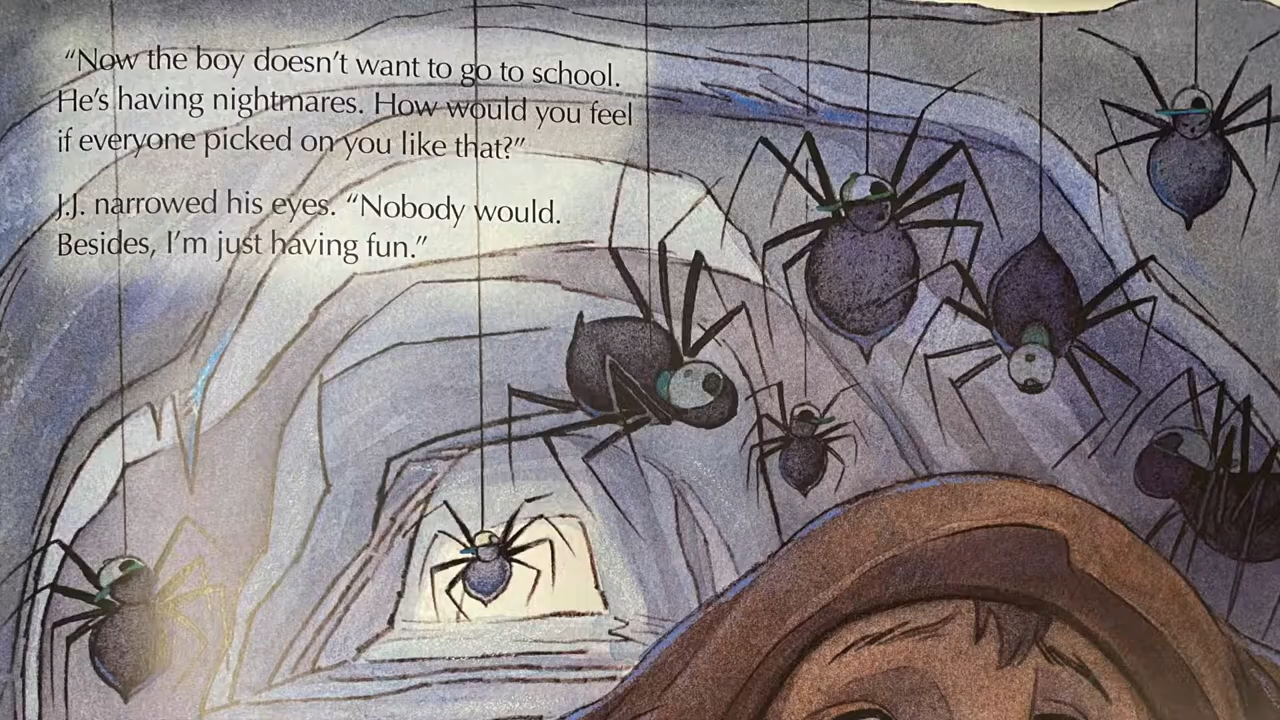 “Now the boy doesn’t want to go to school.
He’s having nightmares. How would you feel
if everyone picked on you like that?”
J.J. narrowed his eyes. “Nobody would.
Besides, I’m just having fun.”